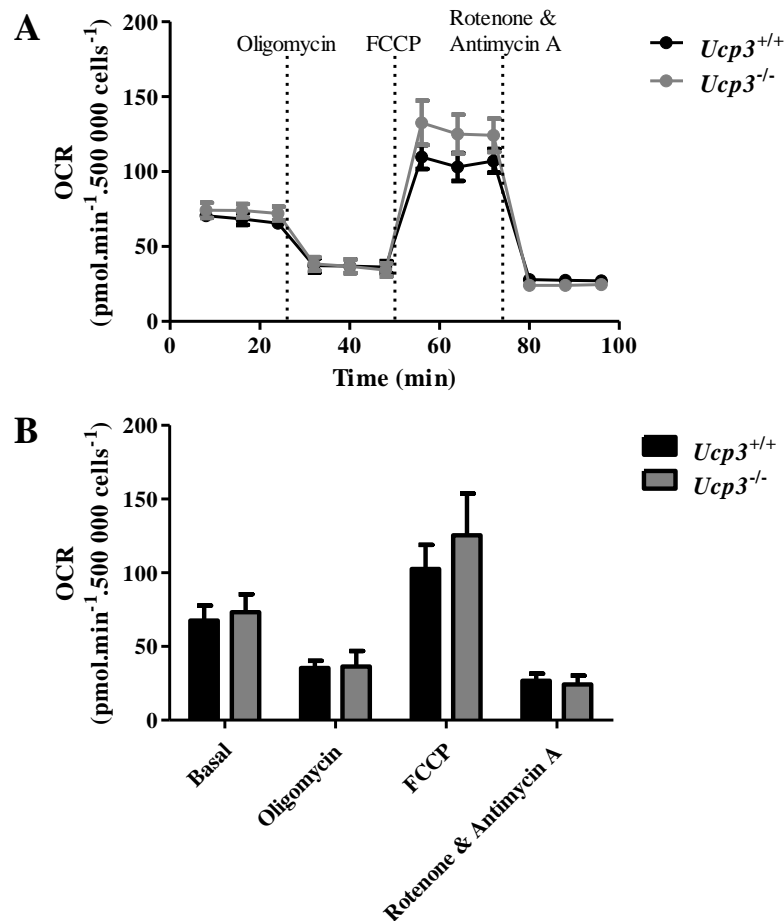 A
200
150
100
50
0
OCR
(pmol.min⁻¹.500 000 cells⁻¹)
Oligomycin
FCCP
Rotenone &
Antimycin A
Ucp3⁺/⁺
Ucp3⁻/⁻
0 20 40 60 80 100
Time (min)
B
200
150
100
50
0
OCR
(pmol.min⁻¹.500 000 cells⁻¹)
Ucp3⁺/⁺
Ucp3⁻/⁻
Basal
Oligomycin
FCCP
Rotenone & Antimycin A